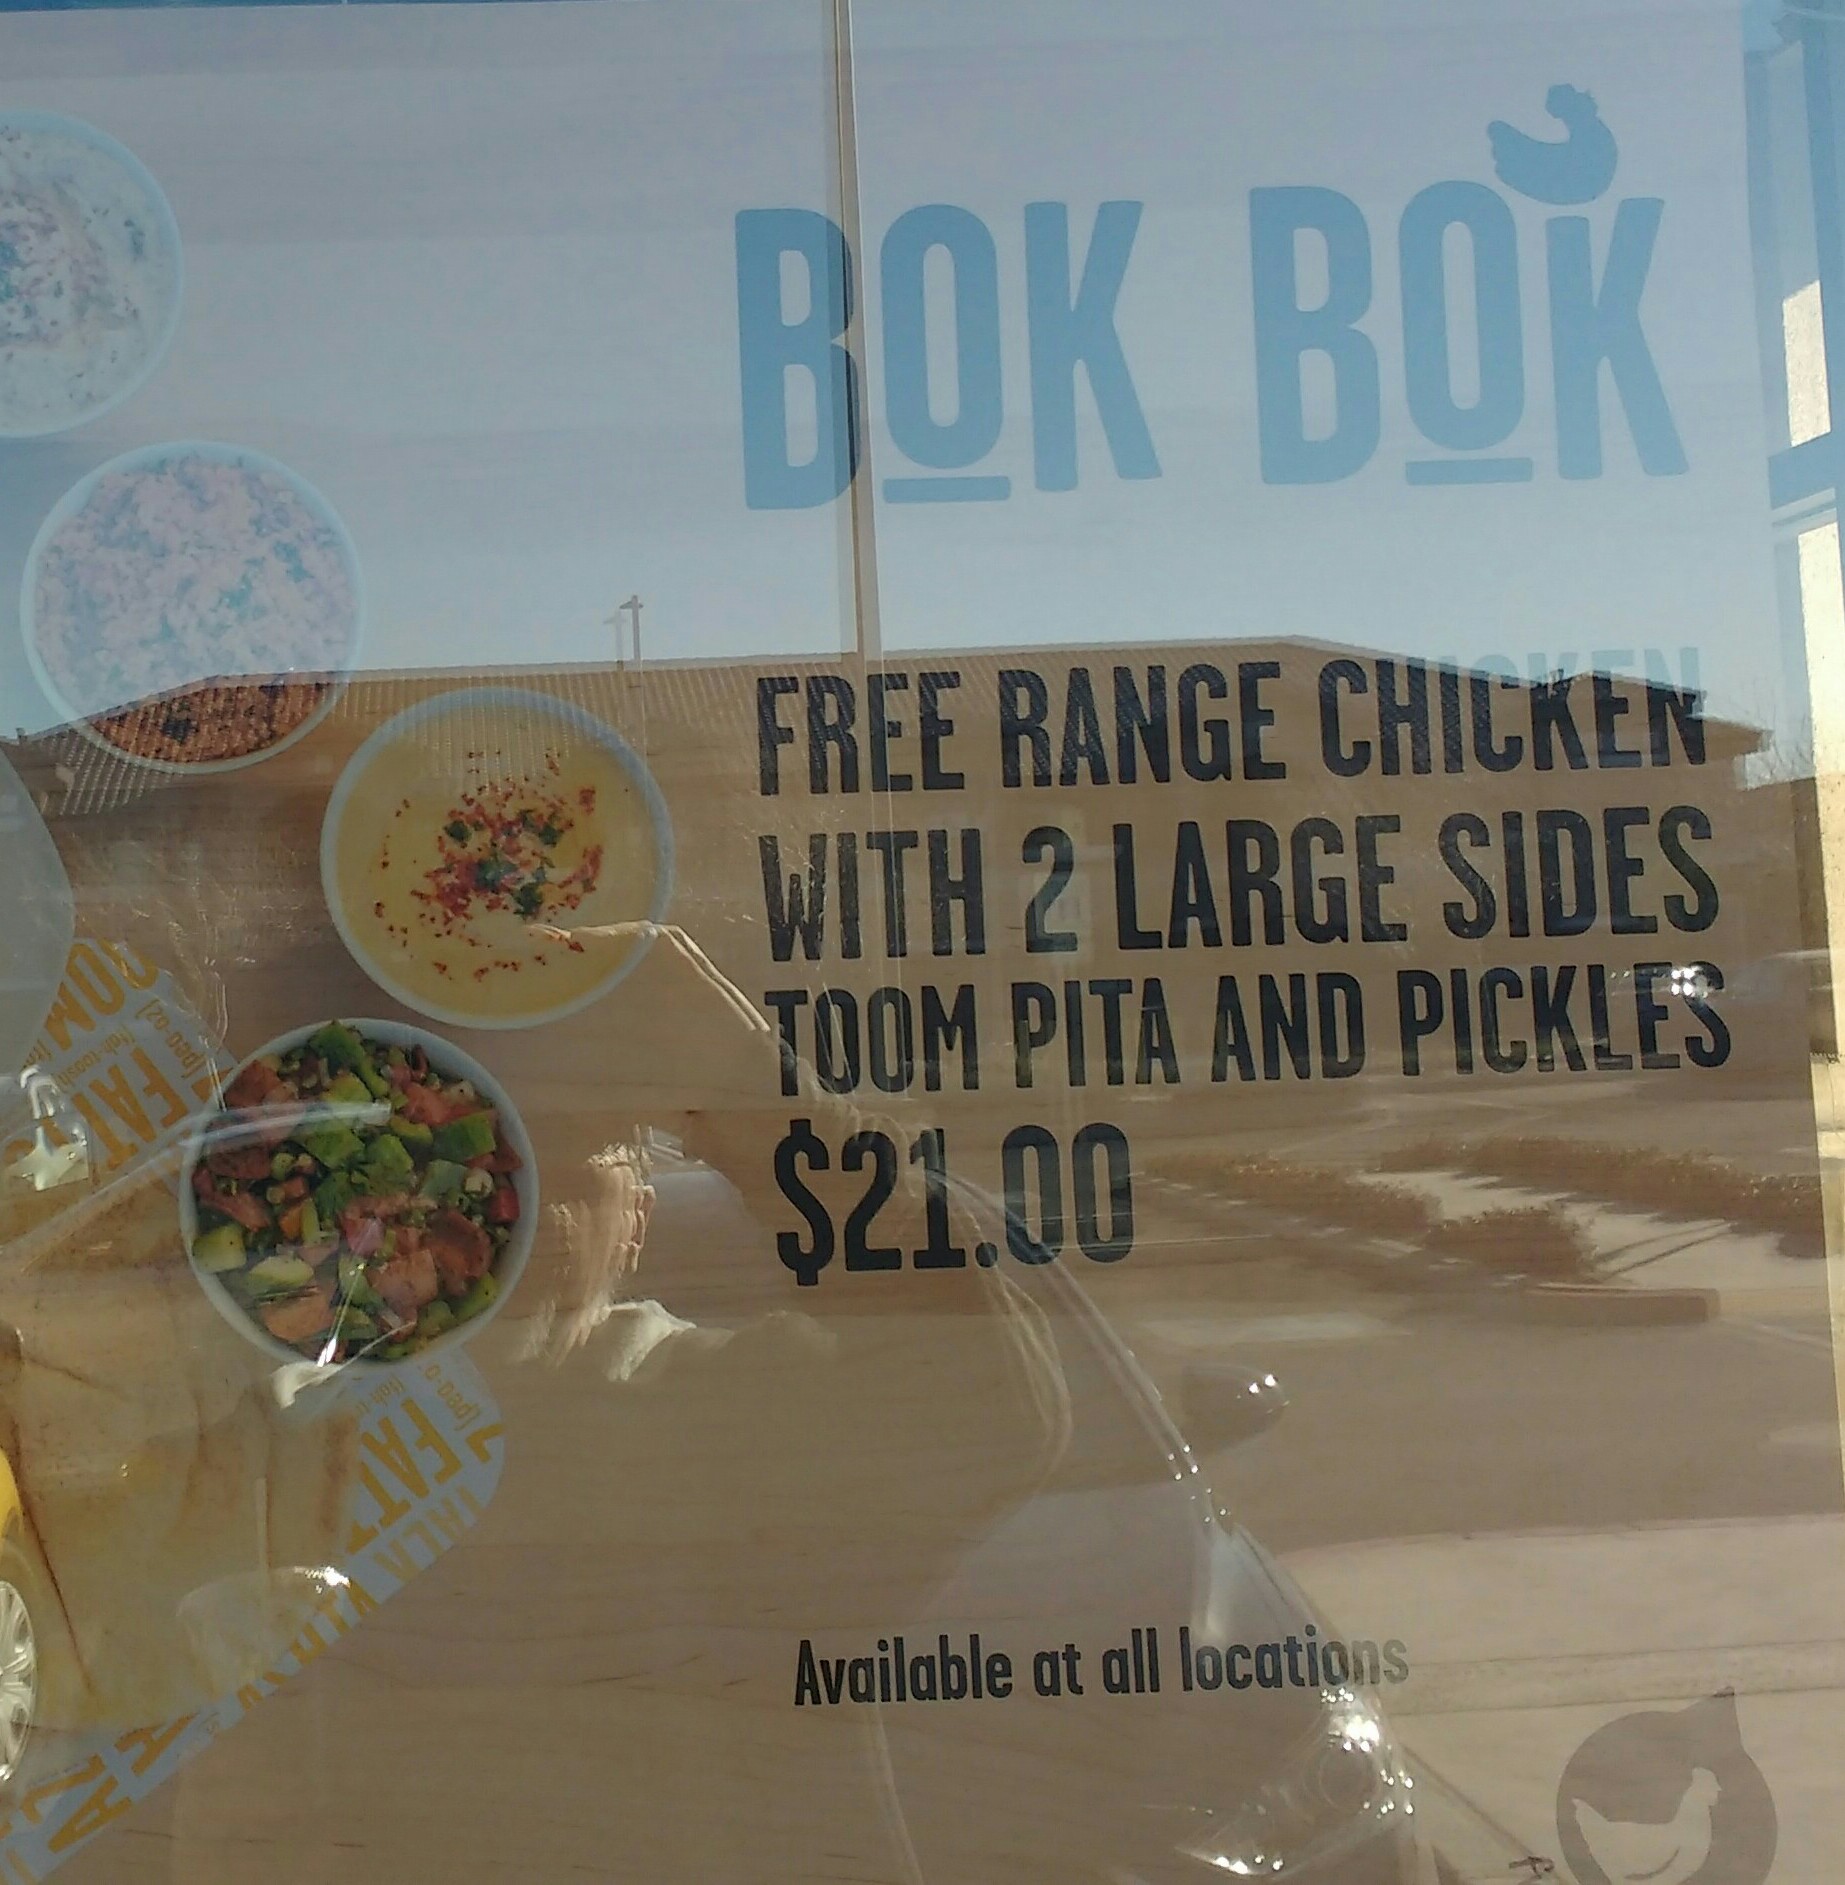 BOK BOK
FREE RANGE CHICKEN
WITH 2 LARGE SIDES
TOOM PITA AND PICKLES
$21.00
Available at all locations